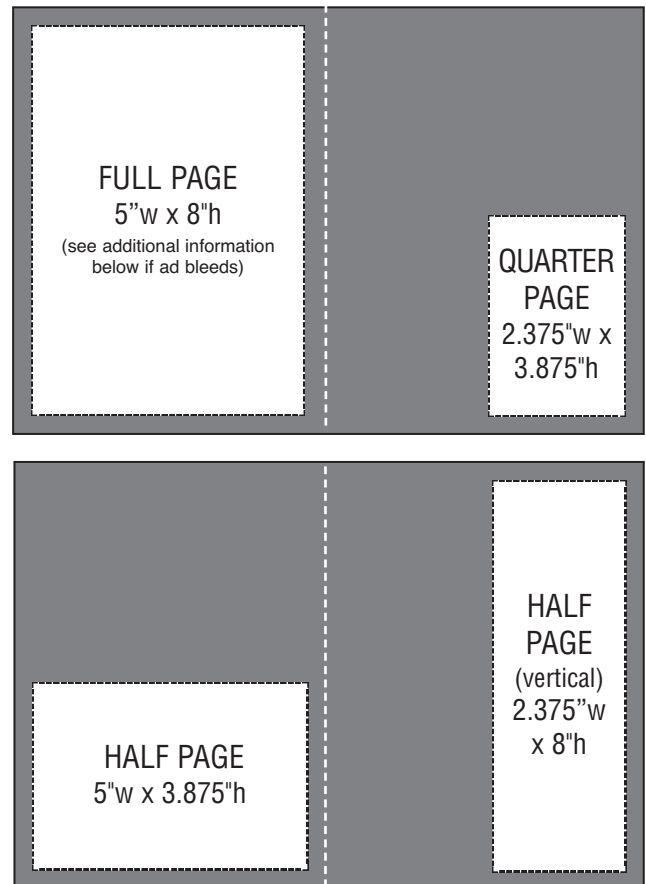 FULL PAGE
5”w x 8"h
(see additional information
below if ad bleeds)
QUARTER
PAGE
2.375"w x
3.875"h
HALF PAGE
5"w x 3.875"h
HALF
PAGE
(vertical)
2.375”w
x 8"h